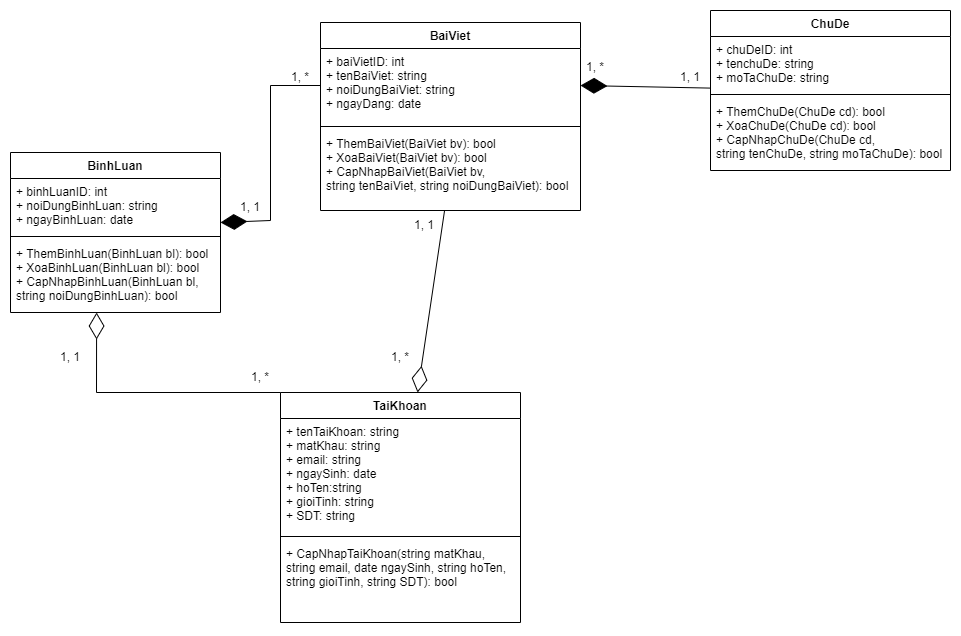 BaiViet
+ baiVietID: int
+ tenBaiViet: string
+ noiDungBaiViet: string
+ ngayDang: date
+ ThemBaiViet(BaiViet bv): bool
+ XoaBaiViet(BaiViet bv): bool
+ CapNhapBaiViet(BaiViet bv,
string tenBaiViet, string noiDungBaiViet): bool
ChuDe
+ chuDeID: int
+ tenchuDe: string
+ moTaChuDe: string
+ ThemChuDe(ChuDe cd): bool
+ XoaChuDe(ChuDe cd): bool
+ CapNhapChuDe(ChuDe cd,
string tenChuDe, string moTaChuDe): bool
1, *
1, *
1, 1
BinhLuan
+ binhLuanID: int
+ noiDungBinhLuan: string
+ ngayBinhLuan: date
+ ThemBinhLuan(BinhLuan bl): bool
+ XoaBinhLuan(BinhLuan bl): bool
+ CapNhapBinhLuan(BinhLuan bl,
string noiDungBinhLuan): bool
1, 1
1, 1
1, 1
1, *
1, *
TaiKhoan
+ tenTaiKhoan: string
+ matKhau: string
+ email: string
+ ngaySinh: date
+ hoTen:string
+ gioiTinh: string
+ SDT: string
+ CapNhapTaiKhoan(string matKhau,
string email, date ngaySinh, string hoTen,
string gioiTinh, string SDT): bool